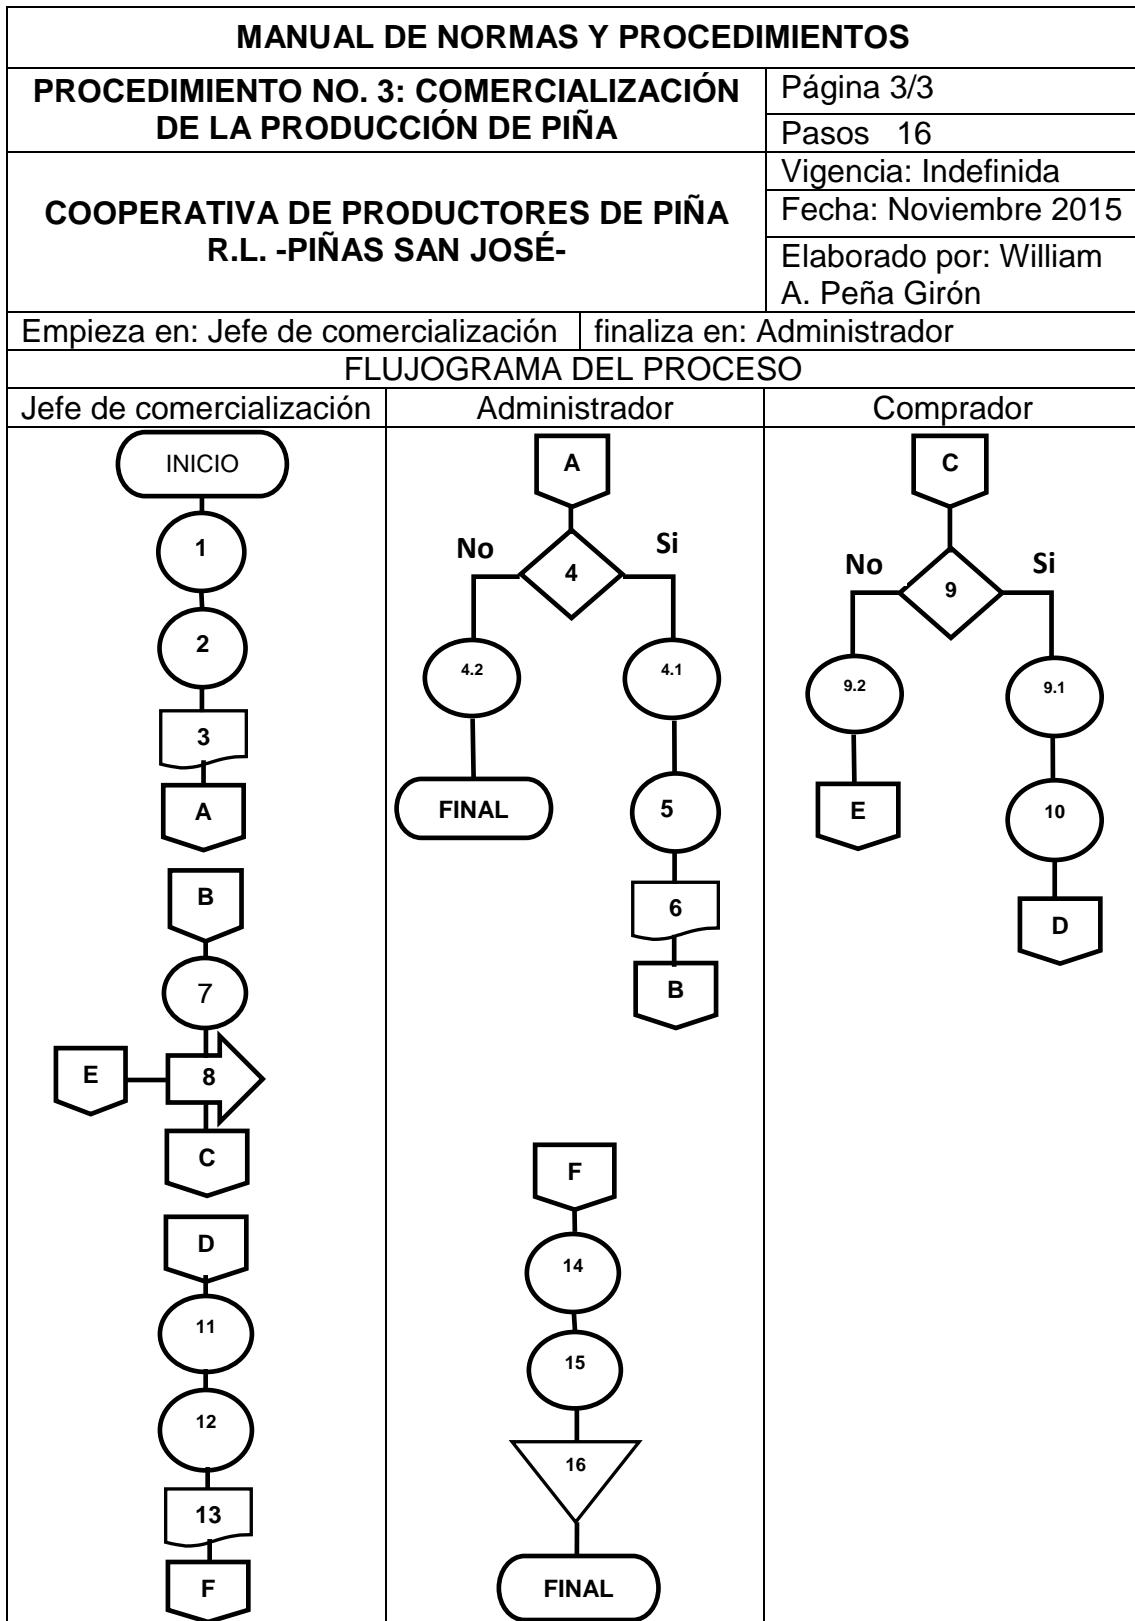 MANUAL DE NORMAS Y PROCEDIMIENTOS
PROCEDIMIENTO NO. 3: COMERCIALIZACIÓN
DE LA PRODUCCIÓN DE PIÑA
Página 3/3
Pasos 16
COOPERATIVA DE PRODUCTORES DE PIÑA
R.L. -PIÑAS SAN JOSÉ-
Vigencia: Indefinida
Fecha: Noviembre 2015
Elaborado por: William
A. Peña Girón
Empieza en: Jefe de comercialización
finaliza en: Administrador
FLUJOGRAMA DEL PROCESO
Jefe de comercialización
Administrador
Comprador
INICIO
1
2
3
A
B
7
E
8
C
D
11
12
13
F
A
No
Si
4
4.2
4.1
FINAL
5
6
B
F
14
15
16
FINAL
C
No
Si
9
9.2
9.1
E
10
D